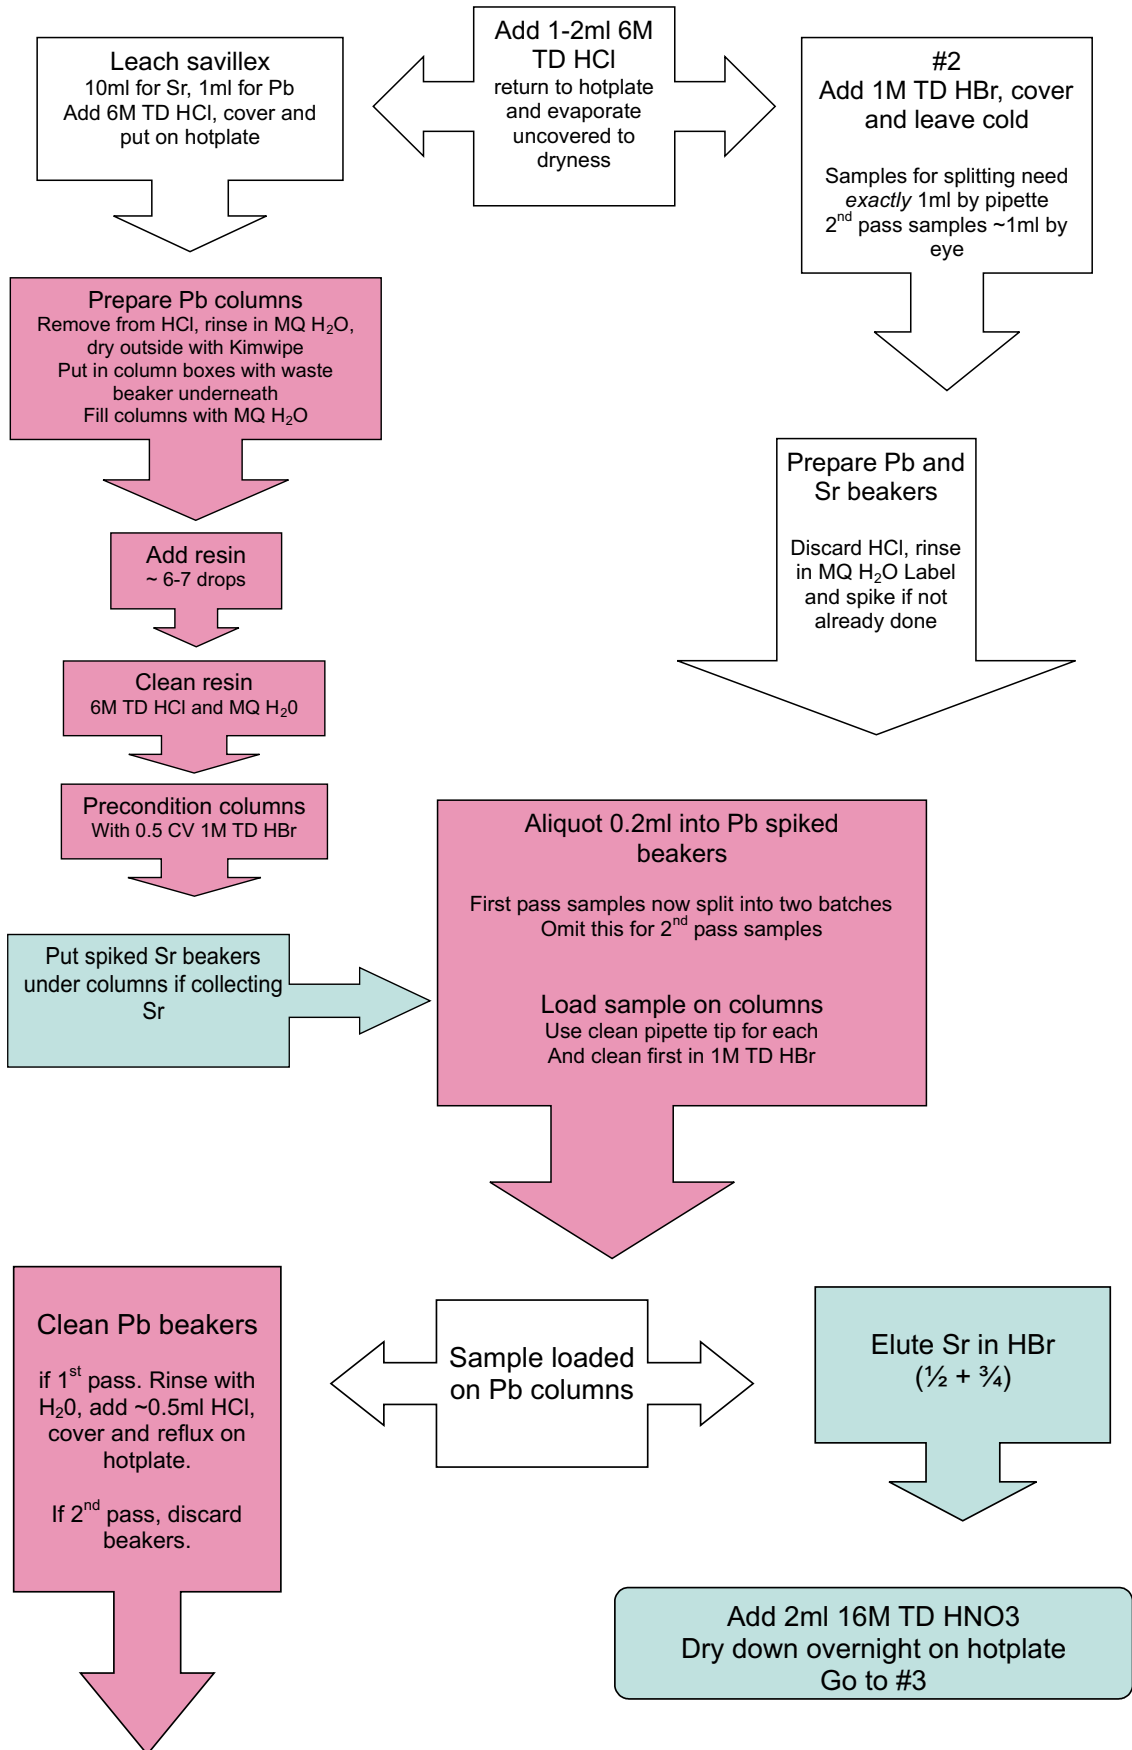 Leach savillex
10ml for Sr, 1ml for Pb
Add 6M TD HCl, cover and
put on hotplate
Add 1-2ml 6M
TD HCl
return to hotplate
and evaporate
uncovered to
dryness
#2
Add 1M TD HBr, cover
and leave cold
Samples for splitting need
exactly 1ml by pipette
2nd pass samples ~1ml by
eye
Prepare Pb columns
Remove from HCl, rinse in MQ H₂O,
dry outside with Kimwipe
Put in column boxes with waste
beaker underneath
Fill columns with MQ H₂O
Prepare Pb and
Sr beakers
Discard HCl, rinse
in MQ H₂O Label
and spike if not
already done
Add resin
~ 6-7 drops
Clean resin
6M TD HCl and MQ H₂0
Precondition columns
With 0.5 CV 1M TD HBr
Put spiked Sr beakers
under columns if collecting
Sr
Aliquot 0.2ml into Pb spiked
beakers
First pass samples now split into two batches
Omit this for 2nd pass samples
Load sample on columns
Use clean pipette tip for each
And clean first in 1M TD HBr
Clean Pb beakers
if 1st pass. Rinse with
H₂0, add ~0.5ml HCl,
cover and reflux on
hotplate.
If 2nd pass, discard
beakers.
Sample loaded
on Pb columns
Elute Sr in HBr
(½ + ¾)
Add 2ml 16M TD HNO3
Dry down overnight on hotplate
Go to #3